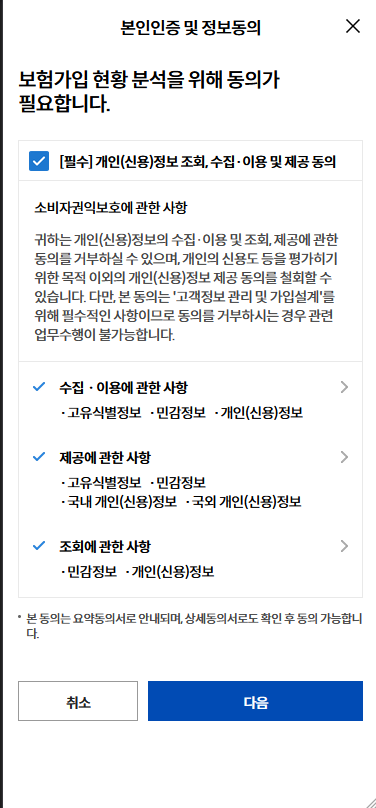 본인인증 및 정보동의
보험가입 현황 분석을 위해 동의가
필요합니다.
[필수] 개인(신용)정보 조회, 수집·이용 및 제공 동의
소비자권익보호에 관한 사항
귀하는 개인(신용)정보의 수집·이용 및 조회, 제공에 관한
동의를 거부하실 수 있으며, 개인의 신용도 등을 평가하기
위한 목적 이외의 개인(신용)정보 제공 동의를 철회할 수
있습니다. 다만, 본 동의는 '고객정보 관리 및 가입설계'를
위해 필수적인 사항이므로 동의를 거부하시는 경우 관련
업무수행이 불가능합니다.
수집 · 이용에 관한 사항
· 고유식별정보 · 민감정보 · 개인(신용)정보
제공에 관한 사항
· 고유식별정보 · 민감정보
· 국내 개인(신용)정보 · 국외 개인(신용)정보
조회에 관한 사항
· 민감정보 · 개인(신용)정보
• 본 동의는 요약동의서로 안내되며, 상세동의서로도 확인 후 동의 가능합니
다.
취소 다음